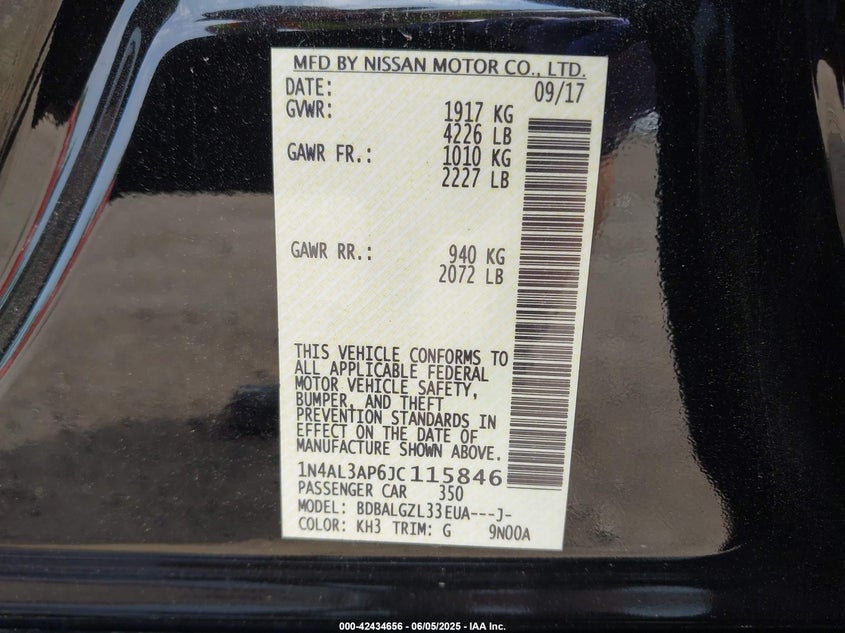 MFD BY NISSAN MOTOR CO., LTD.
DATE: 09/17
GVWR: 1917 KG
4226 LB
GAWR FR.: 1010 KG
2227 LB
GAWR RR.: 940 KG
2072 LB
THIS VEHICLE CONFORMS TO
ALL APPLICABLE FEDERAL
MOTOR VEHICLE SAFETY,
BUMPER, AND THEFT
PREVENTION STANDARDS IN
EFFECT ON THE DATE OF
MANUFACTURE SHOWN ABOVE.
1N4AL3AP6JC115846
PASSENGER CAR 350
MODEL: BDBALGZL33EUA---J-
COLOR: KH3 TRIM: G 9N00A
000-42434656 - 06/05/2025 - IAA Inc.